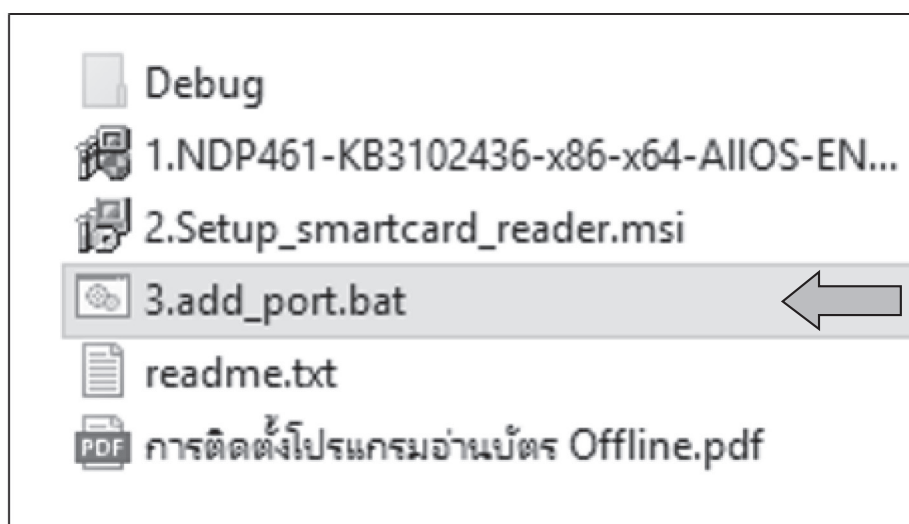 Debug
1.NDP461-KB3102436-x86-x64-AllOS-EN...
2.Setup_smartcard_reader.msi
3.add_port.bat
readme.txt
PDF การติดตั้งโปรแกรมอ่านบัตร Offline.pdf